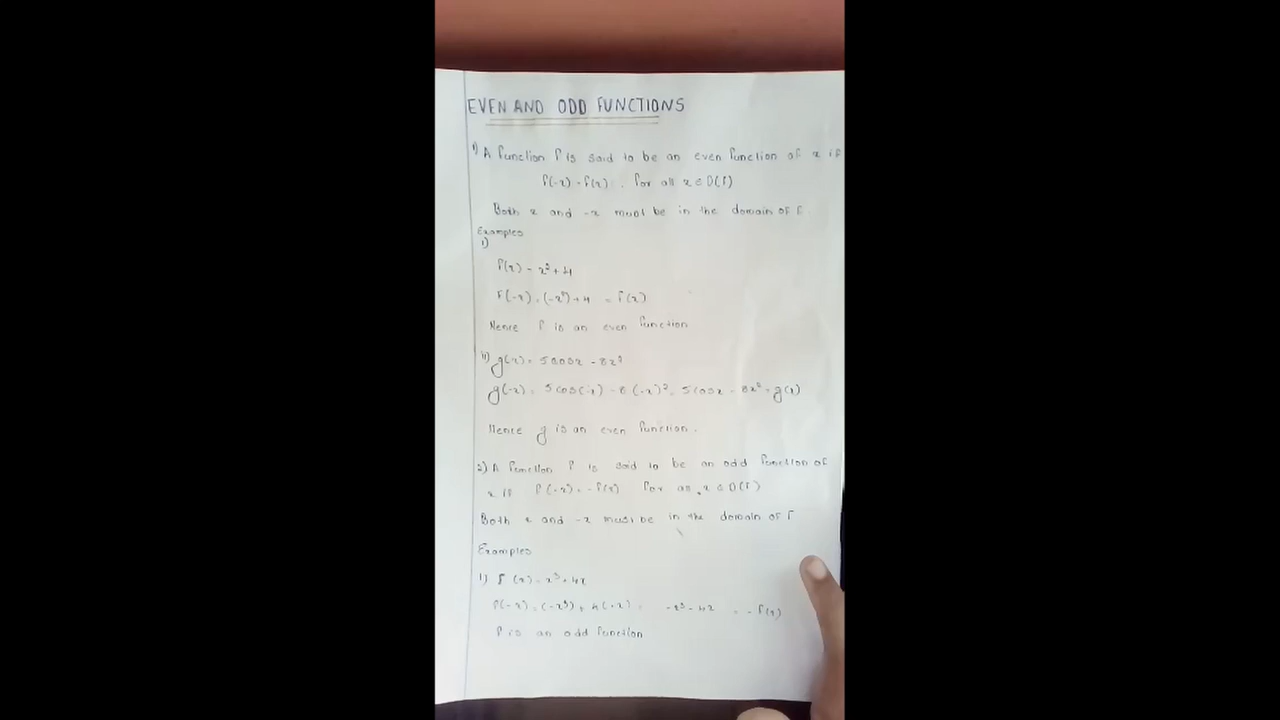 EVEN AND ODD FUNCTIONS
1) A function f is said to be an even function of x if
f(-x) = f(x) . for all x ∈ D(f)
Both x and -x must be in the domain of f.
Examples
1)
f(x) = x² + 4
f(-x) = (-x²) + 4 = f(x)
Hence f is an even function
ii) g(x) = 5cosx - 8x²
g(-x) = 5cos(-x) - 8(-x)² = 5cosx - 8x² = g(x)
Hence g is an even function.
2) A function f is said to be an odd function of
x if f(-x) = -f(x) for all x ∈ D(f)
Both x and -x must be in the domain of f
Examples
1) f(x) = x³ + 4x
f(-x) = (-x³) + 4(-x) = -x³ - 4x = -f(x)
f is an odd function